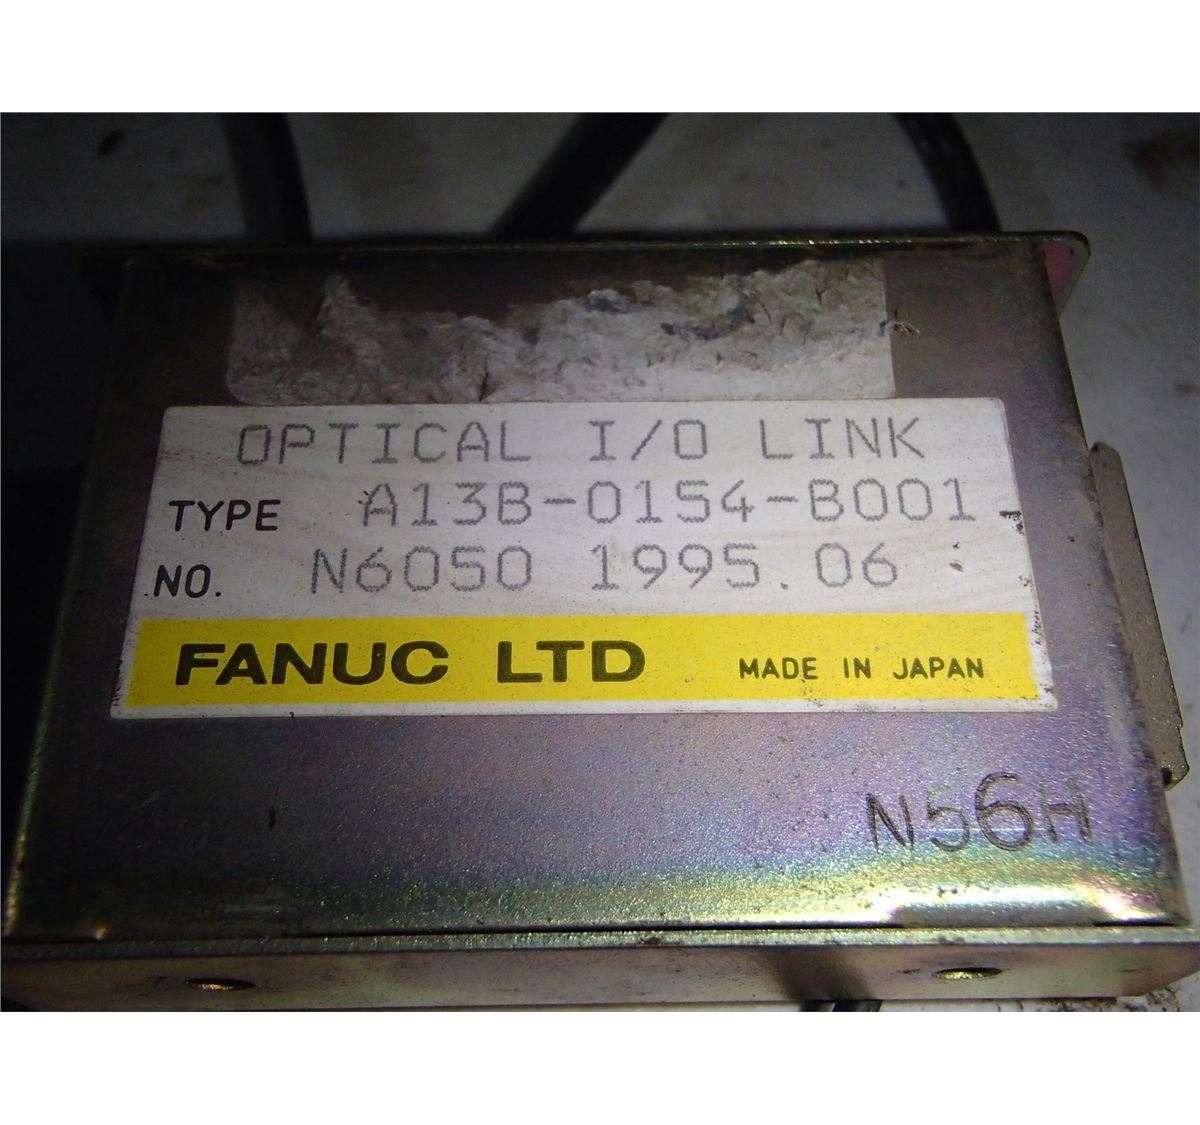 OPTICAL I/O LINK
TYPE A13B-0154-B001
NO. N6050 1995.06
FANUC LTD MADE IN JAPAN
N56H